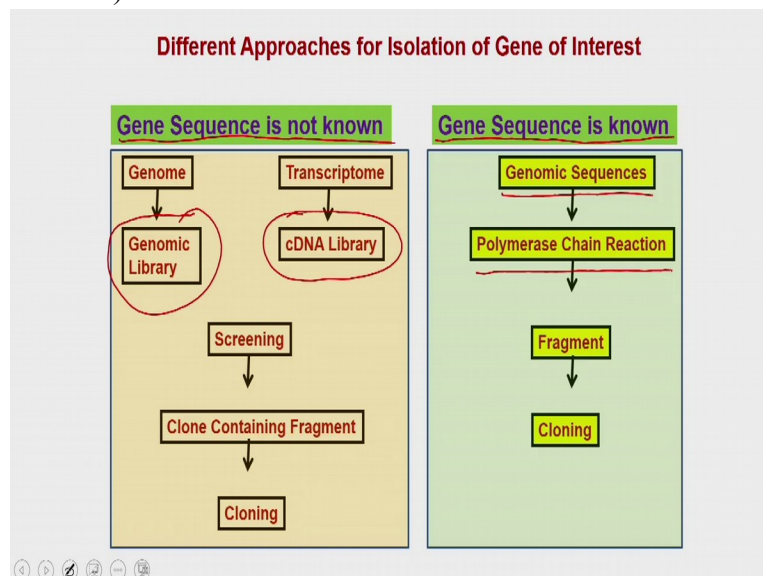 Different Approaches for Isolation of Gene of Interest
Gene Sequence is not known
Genome
Transcriptome
Genomic
Library
cDNA Library
Screening
Clone Containing Fragment
Cloning
Gene Sequence is known
Genomic Sequences
Polymerase Chain Reaction
Fragment
Cloning